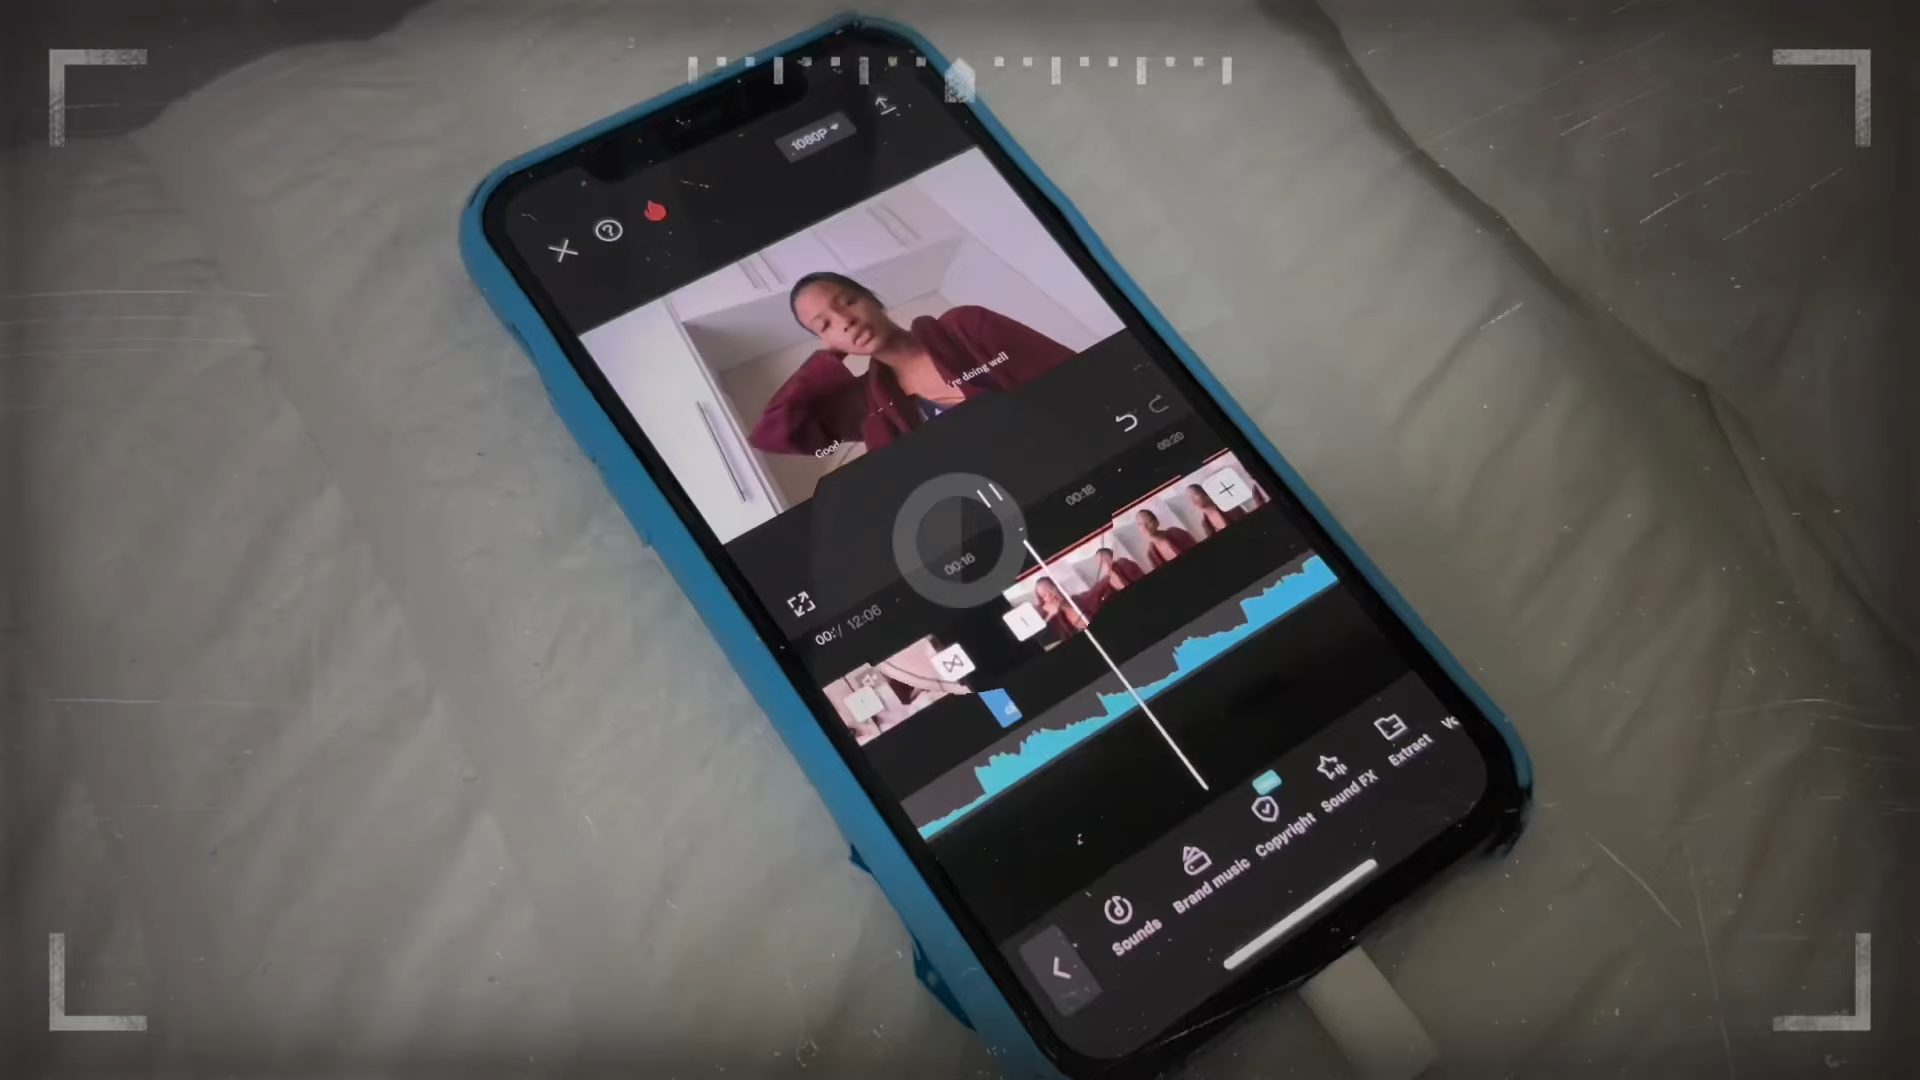 1080P
're doing well
Good
00:20
00:18
00:16
00:/ 12:06
Extract
Sound FX
Copyright
Brand music
Sounds